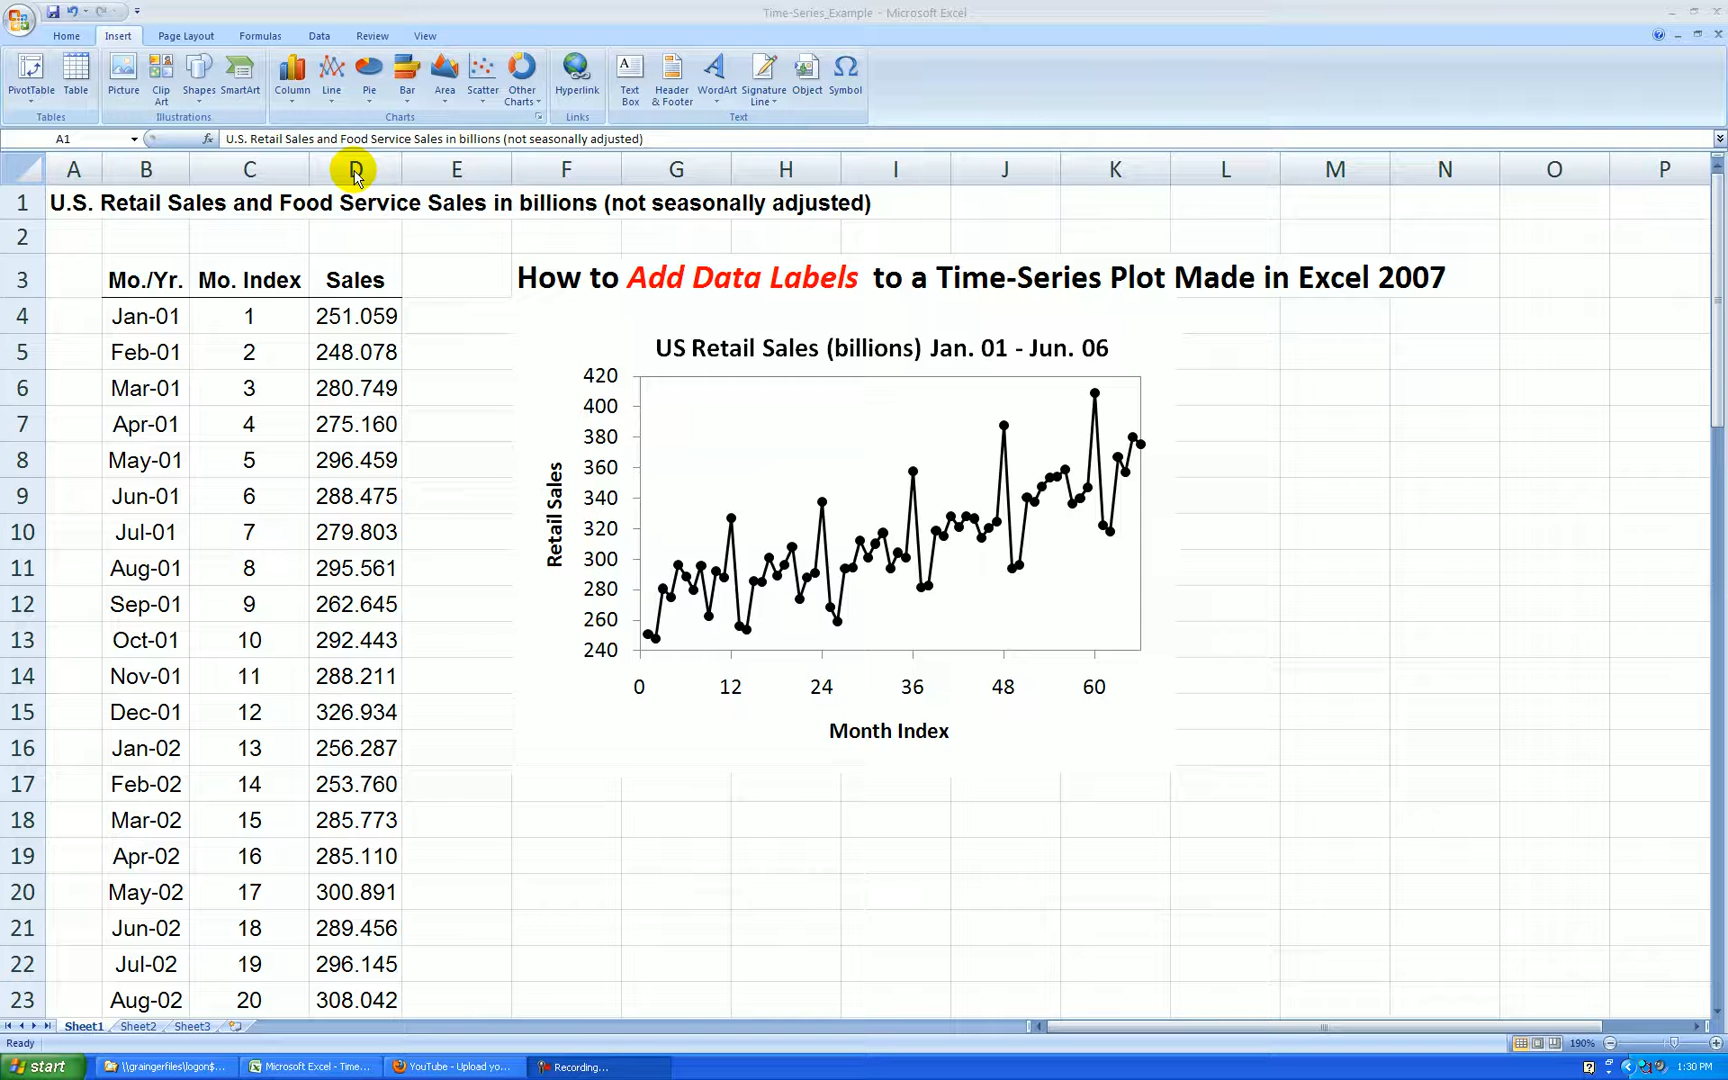 Time-Series_Example - Microsoft Excel
Home Insert Page Layout Formulas Data Review View
PivotTable Table Picture Clip Art Shapes SmartArt Column Line Pie Bar Area Scatter Other Charts Hyperlink Text Box Header & Footer WordArt Signature Line Object Symbol
Tables Illustrations Charts Links Text
A1 fx U.S. Retail Sales and Food Service Sales in billions (not seasonally adjusted)
A B C D E F G H I J K L M N O P
1 U.S. Retail Sales and Food Service Sales in billions (not seasonally adjusted)
2
3 Mo./Yr. Mo. Index Sales
4 Jan-01 1 251.059
5 Feb-01 2 248.078
6 Mar-01 3 280.749
7 Apr-01 4 275.160
8 May-01 5 296.459
9 Jun-01 6 288.475
10 Jul-01 7 279.803
11 Aug-01 8 295.561
12 Sep-01 9 262.645
13 Oct-01 10 292.443
14 Nov-01 11 288.211
15 Dec-01 12 326.934
16 Jan-02 13 256.287
17 Feb-02 14 253.760
18 Mar-02 15 285.773
19 Apr-02 16 285.110
20 May-02 17 300.891
21 Jun-02 18 289.456
22 Jul-02 19 296.145
23 Aug-02 20 308.042
How to Add Data Labels to a Time-Series Plot Made in Excel 2007
US Retail Sales (billions) Jan. 01 - Jun. 06
Retail Sales
420
400
380
360
340
320
300
280
260
240
0 12 24 36 48 60
Month Index
Sheet1 Sheet2 Sheet3
Ready 190%
start \\graingerfiles\logon$... Microsoft Excel - Time... YouTube - Upload yo... Recording... 1:30 PM